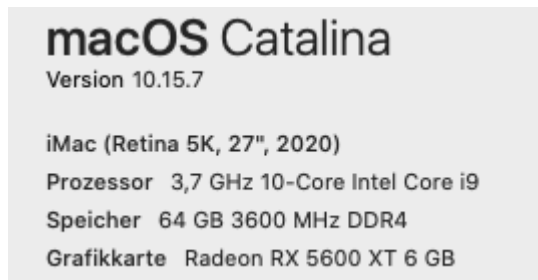 macOS Catalina
Version 10.15.7
iMac (Retina 5K, 27", 2020)
Prozessor 3,7 GHz 10-Core Intel Core i9
Speicher 64 GB 3600 MHz DDR4
Grafikkarte Radeon RX 5600 XT 6 GB